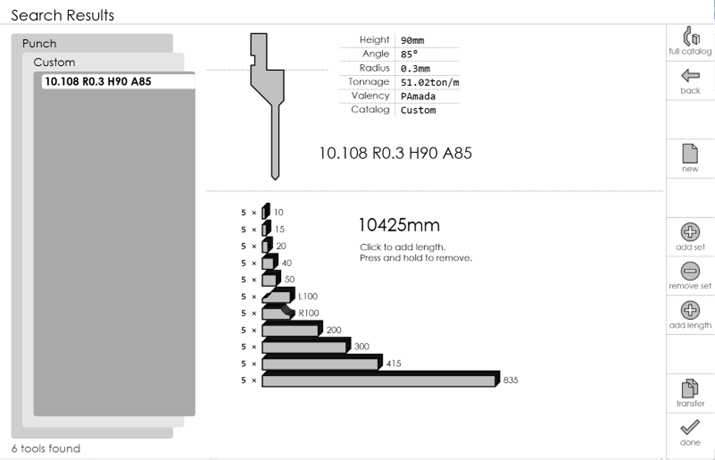 Search Results
Punch
Custom
10.108 R0.3 H90 A85
6 tools found
Height 90mm
Angle 85°
Radius 0.3mm
Tonnage 51.02ton/m
Valency PAmada
Catalog Custom
10.108 R0.3 H90 A85
10425mm
Click to add length.
Press and hold to remove.
5 × 10
5 × 15
5 × 20
5 × 40
5 × 50
5 × L100
5 × R100
5 × 200
5 × 300
5 × 415
5 × 835
full catalog
back
new
add set
remove set
add length
transfer
done